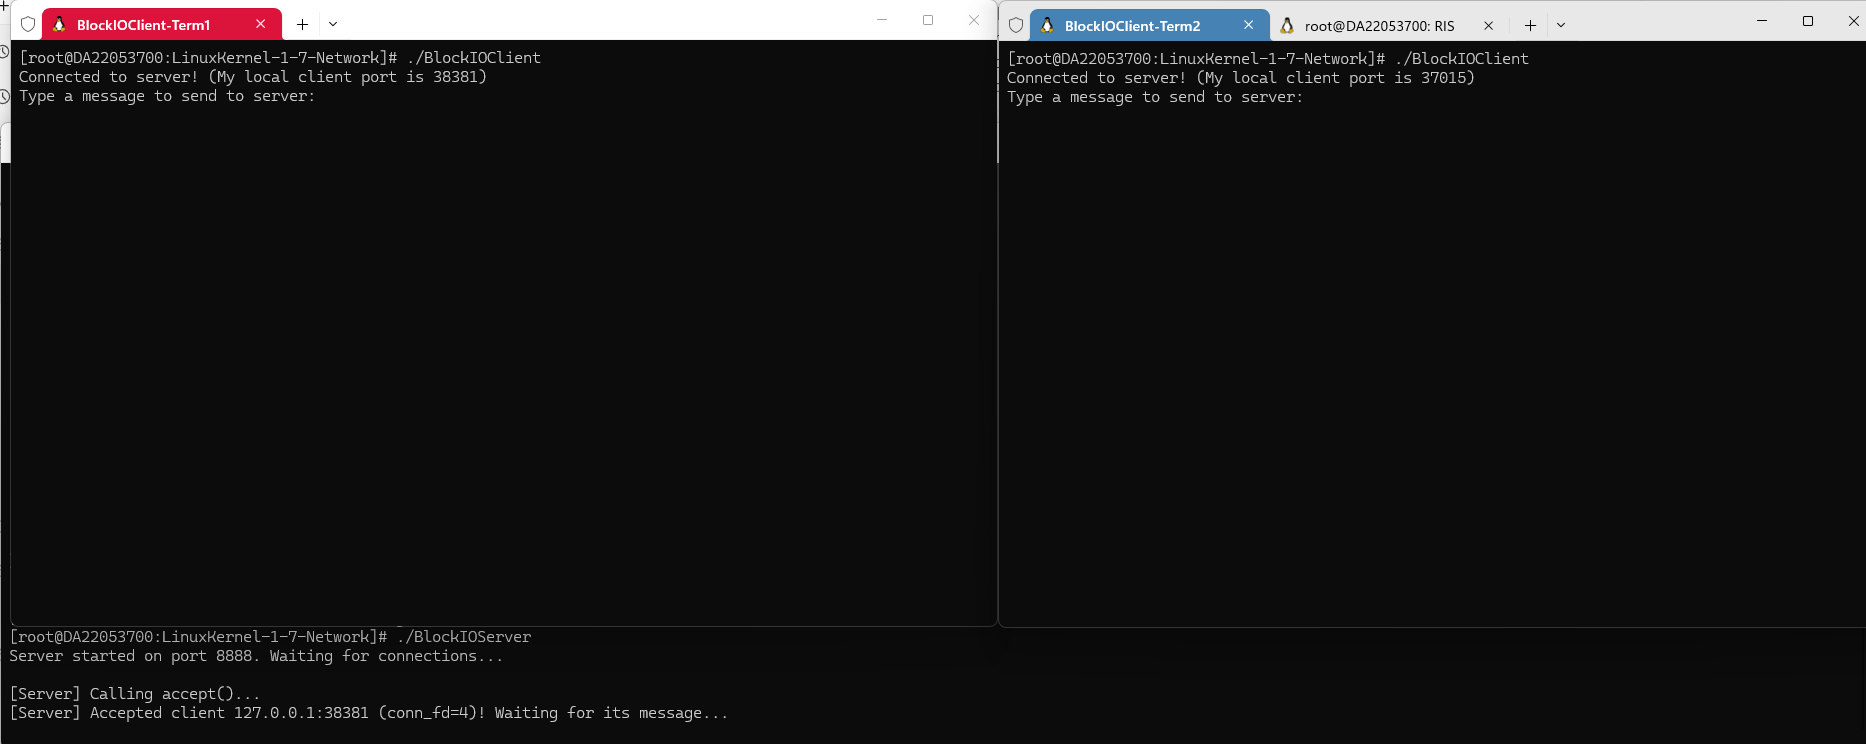 BlockIOClient-Term1
[root@DA22053700:LinuxKernel-1-7-Network]# ./BlockIOClient
Connected to server! (My local client port is 38381)
Type a message to send to server:
BlockIOClient-Term2
root@DA22053700: RIS
[root@DA22053700:LinuxKernel-1-7-Network]# ./BlockIOClient
Connected to server! (My local client port is 37015)
Type a message to send to server:
[root@DA22053700:LinuxKernel-1-7-Network]# ./BlockIOServer
Server started on port 8888. Waiting for connections...
[Server] Calling accept()...
[Server] Accepted client 127.0.0.1:38381 (conn_fd=4)! Waiting for its message...